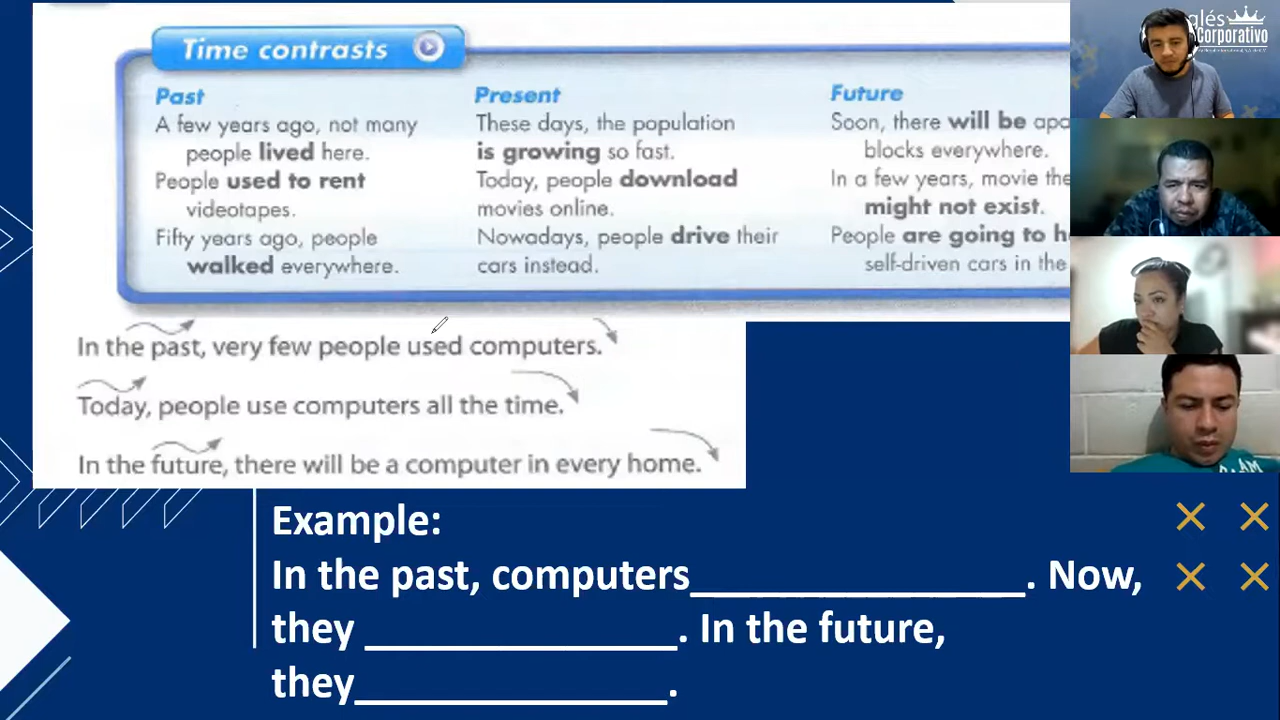 Time contrasts
Past
A few years ago, not many
people lived here.
People used to rent
videotapes.
Fifty years ago, people
walked everywhere.
Present
These days, the population
is growing so fast.
Today, people download
movies online.
Nowadays, people drive their
cars instead.
Future
Soon, there will be
blocks everywhere.
In a few years, movie
might not exist.
People are going to
self-driven cars in the
In the past, very few people used computers.
Today, people use computers all the time.
In the future, there will be a computer in every home.
Example:
In the past, computers______________. Now,
they _____________. In the future,
they_____________.
glés
corporativo